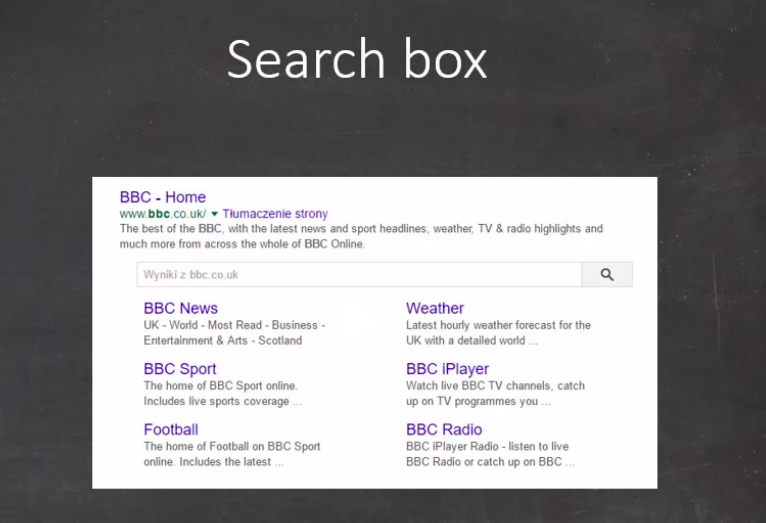 Search box
BBC - Home
www.bbc.co.uk/ ▼ Tłumaczenie strony
The best of the BBC, with the latest news and sport headlines, weather, TV & radio highlights and
much more from across the whole of BBC Online.
Wyniki z bbc.co.uk
BBC News
UK - World - Most Read - Business -
Entertainment & Arts - Scotland
Weather
Latest hourly weather forecast for the
UK with a detailed world ...
BBC Sport
The home of BBC Sport online.
Includes live sports coverage ...
BBC iPlayer
Watch live BBC TV channels, catch
up on TV programmes you ...
Football
The home of Football on BBC Sport
online. Includes the latest ...
BBC Radio
BBC iPlayer Radio - listen to live
BBC Radio or catch up on BBC ...